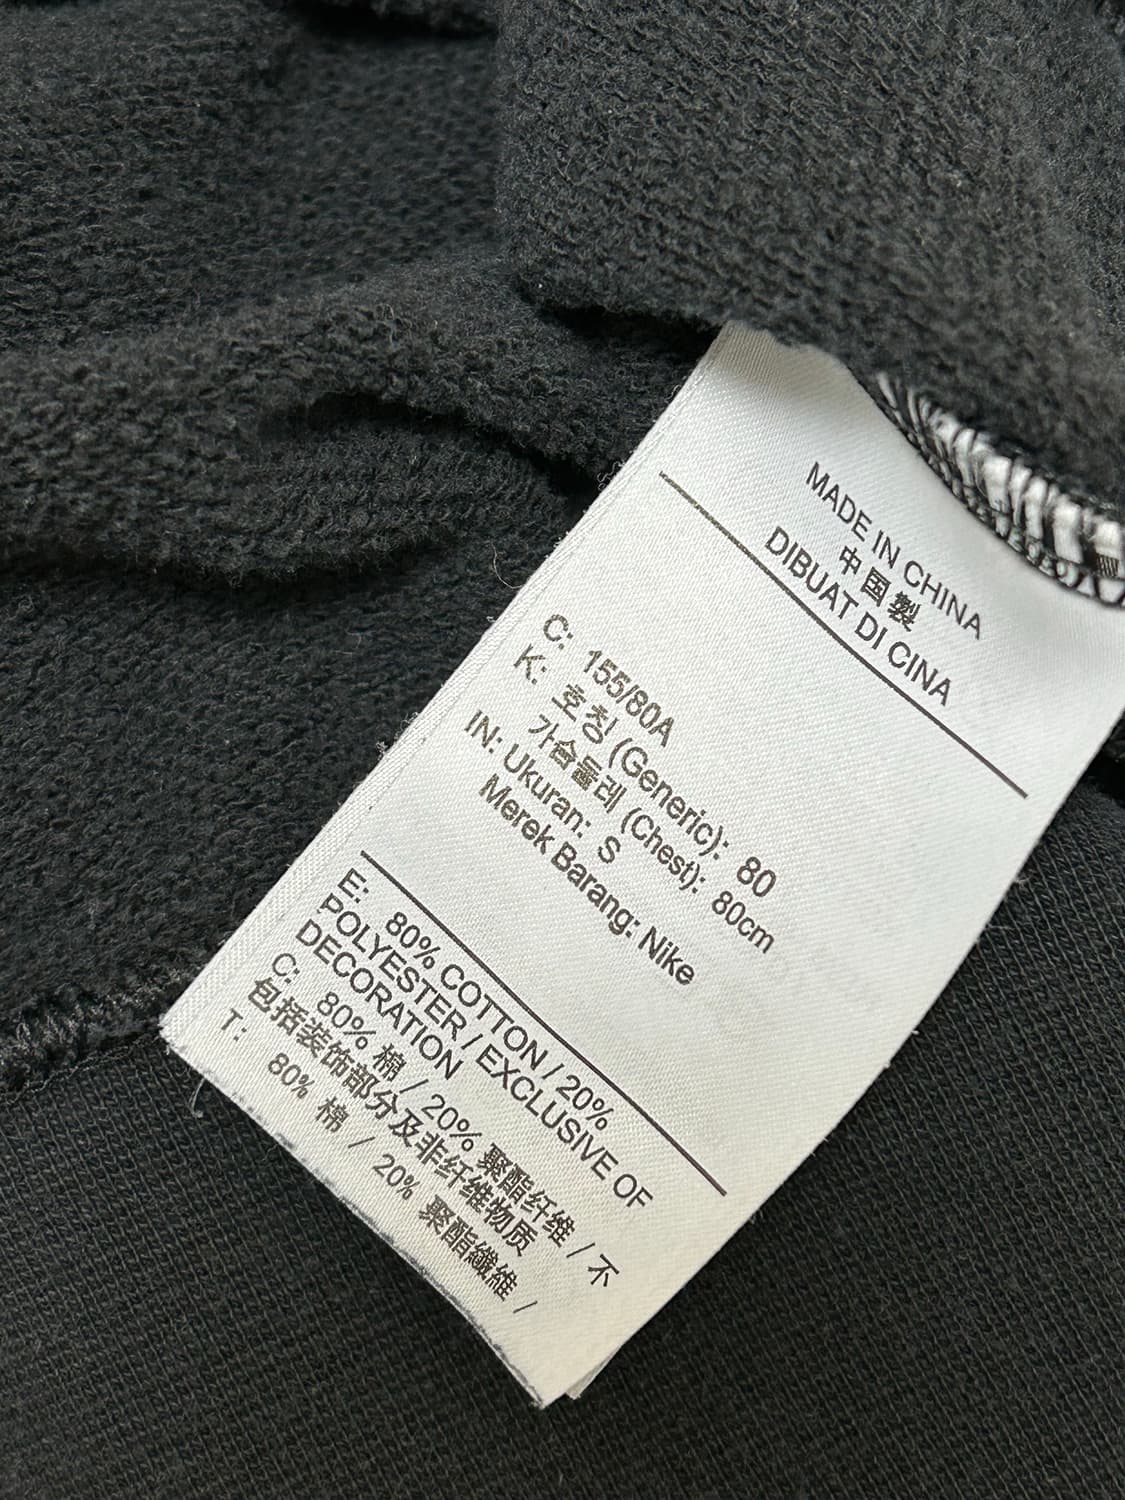 MADE IN CHINA
中国製
DIBUAT DI CINA
C: 155/80A
K: 호칭 (Generic): 80
가슴둘레 (Chest): 80cm
IN: Ukuran: S
Merek Barang: Nike
E: 80% COTTON / 20%
POLYESTER / EXCLUSIVE OF
DECORATION
C: 80% 棉 / 20% 聚酯纤维 / 不
包括装饰部分及非纤维物质
T: 80% 棉 / 20% 聚酯纖維 /